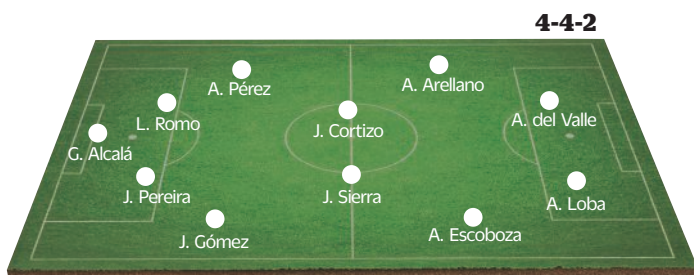 4-4-2
A. Pérez
A. Arellano
L. Romo
J. Cortizo
A. del Valle
G. Alcalá
J. Pereira
J. Sierra
A. Loba
J. Gómez
A. Escoboza